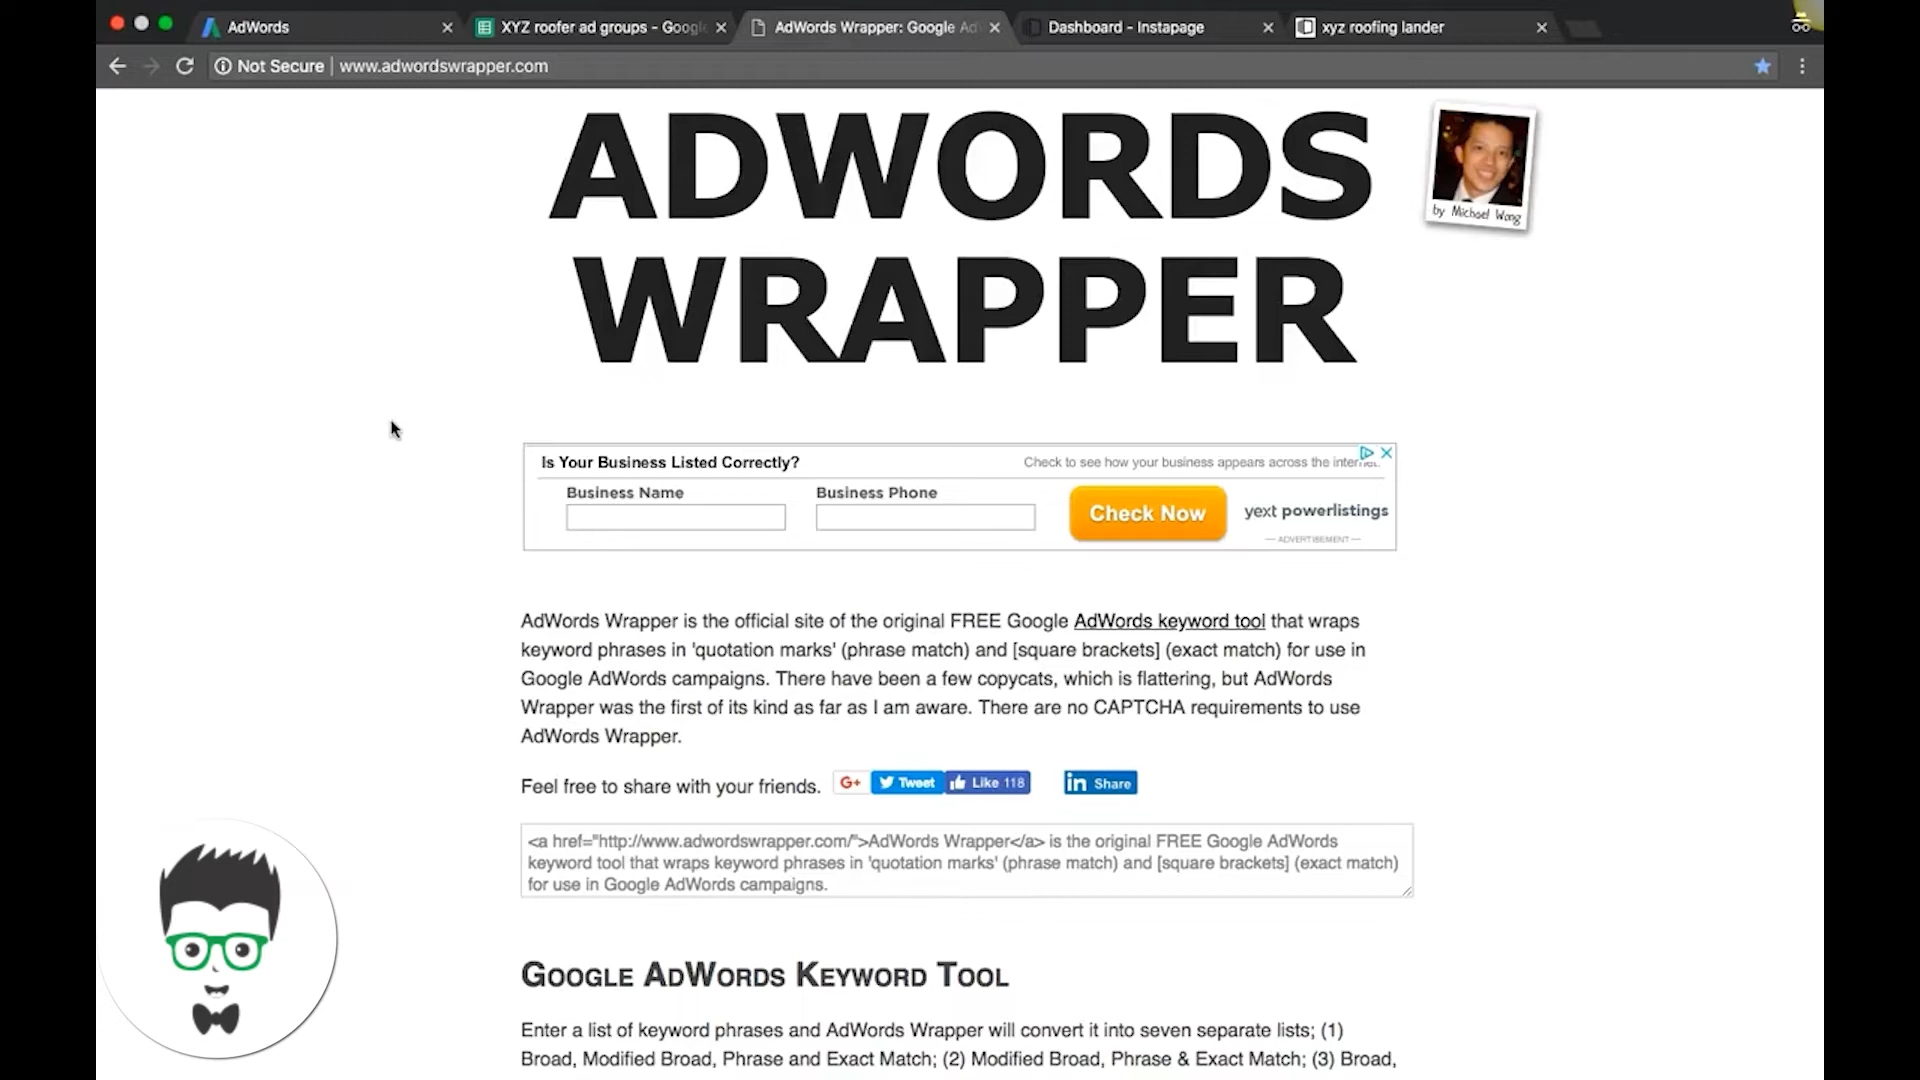 AdWords
XYZ roofer ad groups - Google
AdWords Wrapper: Google Ad
Dashboard - Instapage
xyz roofing lander
Not Secure | www.adwordswrapper.com
ADWORDS
WRAPPER
by Michael Wong
Is Your Business Listed Correctly?
Check to see how your business appears across the internet.
Business Name
Business Phone
Check Now
yext powerlistings
— ADVERTISEMENT —
AdWords Wrapper is the official site of the original FREE Google AdWords keyword tool that wraps
keyword phrases in 'quotation marks' (phrase match) and [square brackets] (exact match) for use in
Google AdWords campaigns. There have been a few copycats, which is flattering, but AdWords
Wrapper was the first of its kind as far as I am aware. There are no CAPTCHA requirements to use
AdWords Wrapper.
Feel free to share with your friends.
G+
Tweet
Like 118
in Share
<a href="http://www.adwordswrapper.com/">AdWords Wrapper</a> is the original FREE Google AdWords
keyword tool that wraps keyword phrases in 'quotation marks' (phrase match) and [square brackets] (exact match)
for use in Google AdWords campaigns.
GOOGLE ADWORDS KEYWORD TOOL
Enter a list of keyword phrases and AdWords Wrapper will convert it into seven separate lists; (1)
Broad, Modified Broad, Phrase and Exact Match; (2) Modified Broad, Phrase & Exact Match; (3) Broad,